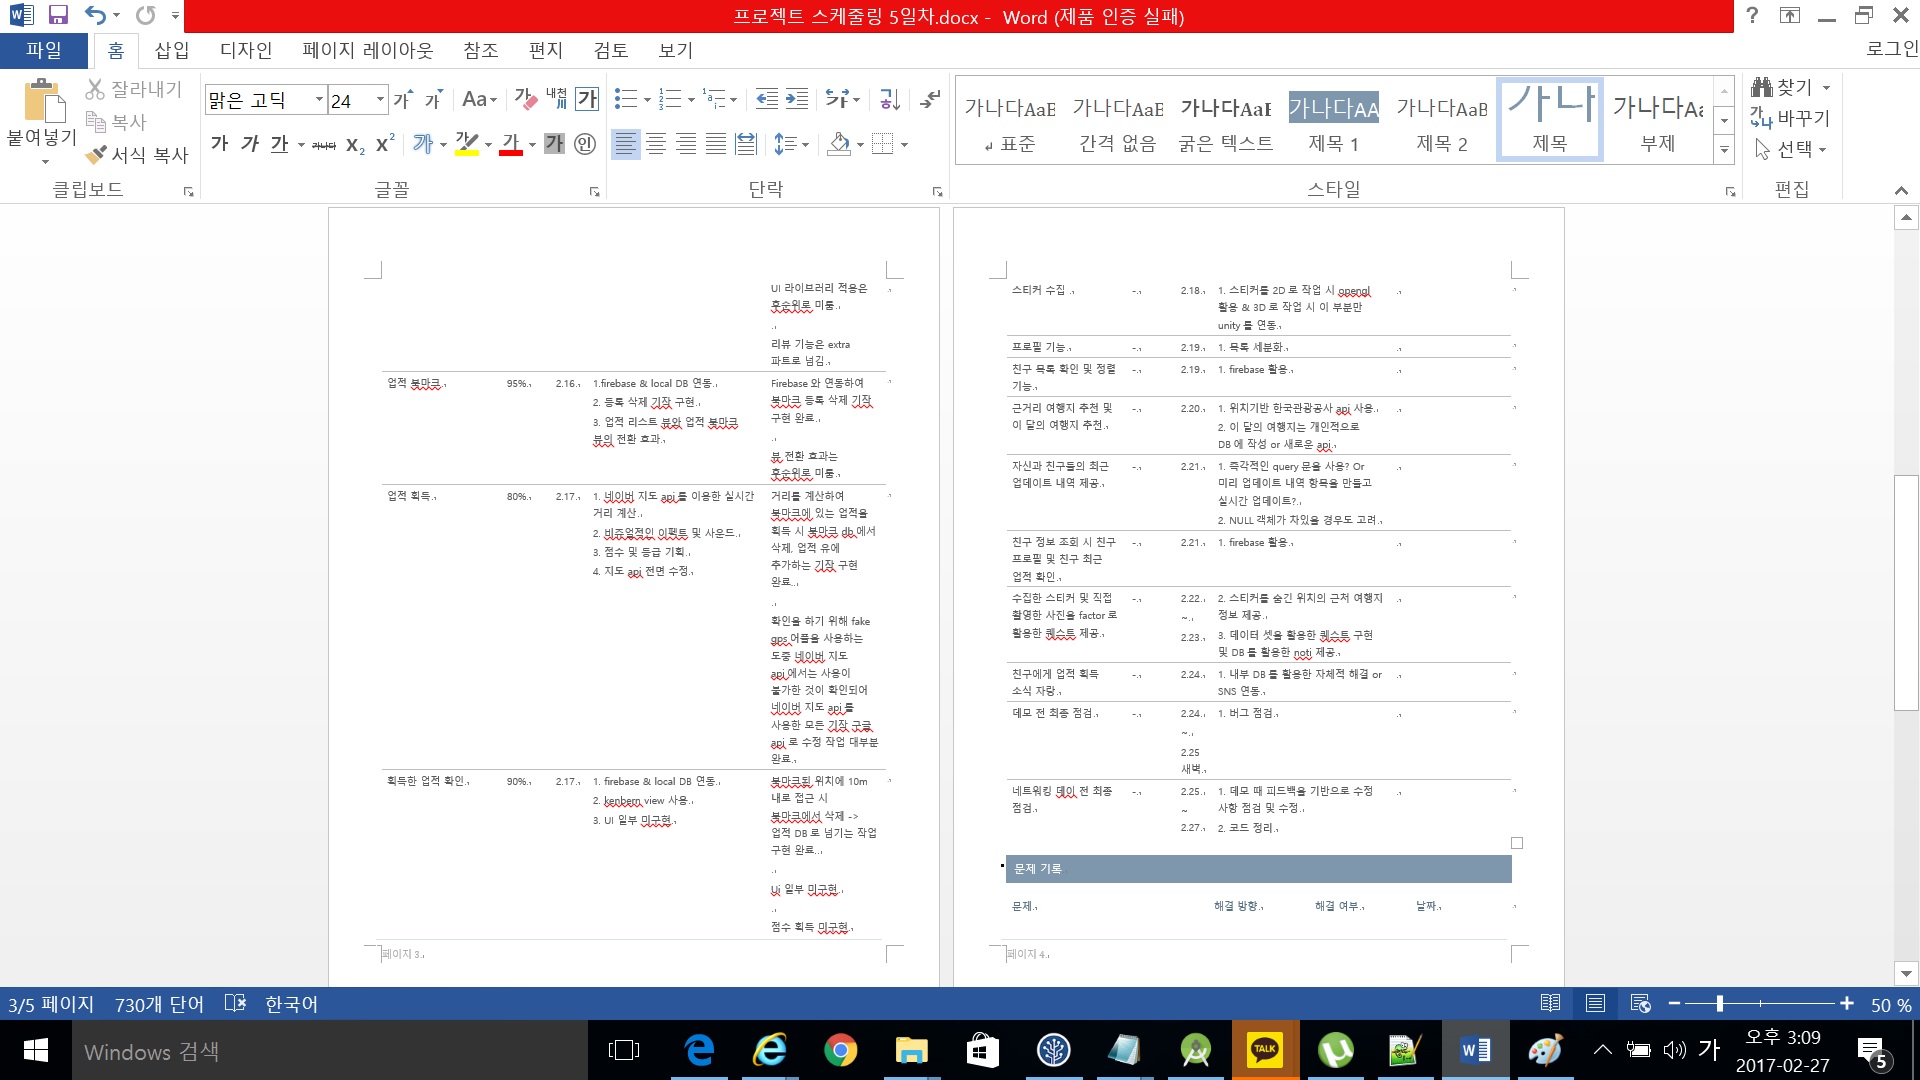 프로젝트 스케줄링 5일차.docx - Word (제품 인증 실패)
파일 홈 삽입 디자인 페이지 레이아웃 참조 편지 검토 보기 로그인
잘라내기
복사
서식 복사
붙여넣기
클립보드
맑은 고딕 24
글꼴
단락
가나다AaB 가나다AaB 가나다AaB 가나다AA 가나다AaB 가나 가나다Aa
표준 간격 없음 굵은 텍스트 제목 1 제목 2 제목 부제
스타일
찾기
바꾸기
선택
편집
UI 라이브러리 적용은
후순위로 미룸.
리뷰 기능은 extra
파트로 넘김.
업적 북마크. 95%. 2.16.
1.firebase & local DB 연동.
2. 등록 삭제 기장 구현.
3. 업적 리스트 뷰와 업적 북마크
뷰의 전환 효과.
Firebase 와 연동하여
북마크 등록 삭제 기장
구현 완료.
뷰 전환 효과는
후순위로 미룸.
업적 획득. 80%. 2.17.
1. 네이버 지도 api 를 이용한 실시간
거리 계산.
2. 비쥬얼적인 이펙트 및 사운드.
3. 점수 및 등급 기획.
4. 지도 api 전면 수정.
거리를 계산하여
북마크에 있는 업적을
획득 시 북마크 db 에서
삭제, 업적 유에
추가하는 기장 구현
완료..
확인을 하기 위해 fake
gps 어플을 사용하는
도중 네이버 지도
api 에서는 사용이
불가한 것이 확인되어
네이버 지도 api 를
사용한 모든 기장 구글
api 로 수정 작업 대부분
완료.
획득한 업적 확인. 90%. 2.17.
1. firebase & local DB 연동.
2. kenbern view 사용.
3. UI 일부 미구현.
북마크된 위치에 10m
내로 접근 시
북마크에서 삭제 ->
업적 DB 로 넘기는 작업
구현 완료..
Ui 일부 미구현.
점수 획득 미구현.
페이지 3
스티커 수집 - 2.18.
1. 스티커를 2D 로 작업 시 opengl
활용 & 3D 로 작업 시 이 부분만
unity 를 연동.
프로필 기능. - 2.19. 1. 목록 세분화.
친구 목록 확인 및 정렬
기능.
- 2.19. 1. firebase 활용.
근거리 여행지 추천 및
이 달의 여행지 추천.
- 2.20.
1. 위치기반 한국관광공사 api 사용.
2. 이 달의 여행지는 개인적으로
DB 에 작성 or 새로운 api.
자신과 친구들의 최근
업데이트 내역 제공.
- 2.21.
1. 즉각적인 query 문을 사용? Or
미리 업데이트 내역 항목을 만들고
실시간 업데이트?.
2. NULL 객체가 차있을 경우도 고려.
친구 정보 조회 시 친구
프로필 및 친구 최근
업적 확인.
- 2.21. 1. firebase 활용.
수집한 스티커 및 직접
촬영한 사진을 factor 로
활용한 퀘스트 제공.
- 2.22.
~
2.23.
2. 스티커를 숨긴 위치의 근처 여행지
정보 제공.
3. 데이터 셋을 활용한 퀘스트 구현
및 DB 를 활용한 noti 제공.
친구에게 업적 획득
소식 자랑.
- 2.24.
1. 내부 DB 를 활용한 자체적 해결 or
SNS 연동.
데모 전 최종 점검. - 2.24. 1. 버그 점검.
~.
2.25
새벽.
네트워킹 데이 전 최종
점검.
- 2.25.
~
2.27.
1. 데모 때 피드백을 기반으로 수정
사항 점검 및 수정.
2. 코드 정리.
문제 기록
문제. 해결 방향. 해결 여부. 날짜.
페이지 4
3/5 페이지 730개 단어 한국어 50 %
Windows 검색
TALK
가
오후 3:09
2017-02-27
5